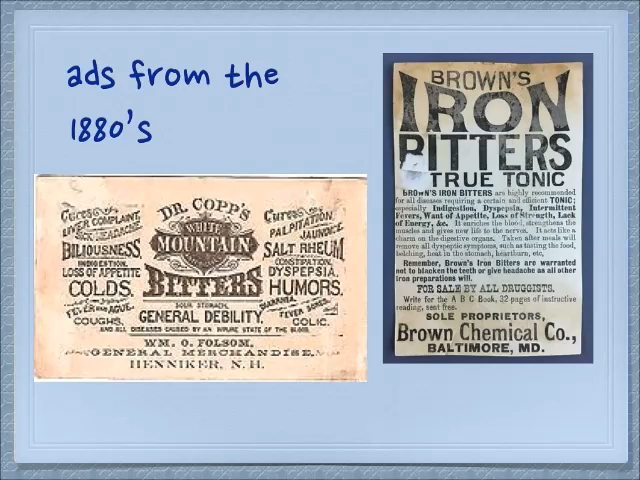 ads from the
1880's
DR. COPP'S
WHITE
MOUNTAIN
BITTERS
Cures
LIVER COMPLAINT,
SICK HEADACHE
BILIOUSNESS,
INDIGESTION,
LOSS OF APPETITE
COLDS,
FEVER AND AGUE,
COUGHS,
Cures
PALPITATION,
JAUNDICE,
SALT RHEUM
CONSTIPATION,
DYSPEPSIA,
HUMORS,
DIARRHŒA,
FEVER SORES,
COLIC.
SOUR STOMACH,
GENERAL DEBILITY,
AND ALL DISEASES CAUSED BY AN IMPURE STATE OF THE BLOOD.
WM. O. FOLSOM,
GENERAL MERCHANDISE,
HENNIKER, N. H.
BROWN'S
IRON
BITTERS
TRUE TONIC
BROWN'S IRON BITTERS are highly recommended
for all diseases requiring a certain and efficient TONIC;
especially Indigestion, Dyspepsia, Intermittent
Fevers, Want of Appetite, Loss of Strength, Lack
of Energy, &c. It enriches the blood, strengthens the
muscles and gives new life to the nerves. It acts like a
charm on the digestive organs. Taken after meals will
remove all dyspeptic symptoms, such as tasting the food,
belching, heat in the stomach, heartburn, etc,
Remember, Brown's Iron Bitters are warranted
not to blacken the teeth or give headache as all other
iron preparations will.
FOR SALE BY ALL DRUGGISTS.
Write for the A B C Book, 32 pages of instructive
reading, sent free.
SOLE PROPRIETORS,
Brown Chemical Co.,
BALTIMORE, MD.